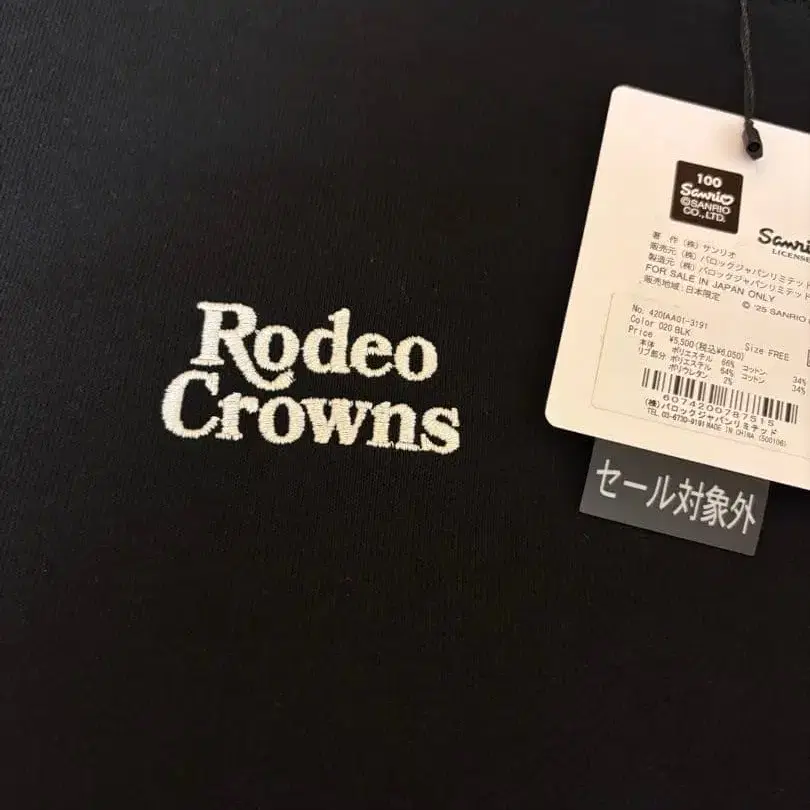 Rodeo
Crowns
100
Sanrio
©SANRIO
CO., LTD.
Sanri
LICENSE
著 作 (株) サンリオ
販売元 (株) バロックジャパンリミテッド
製造元 (株) バロックジャパンリミテッド
FOR SALE IN JAPAN ONLY
販売地域:日本限定
© '25 SANRIO
No. 420IAA01-3191
Color 020 BLK
Size FREE
Price ¥5,500(税込¥6,050)
本体 ポリエステル 66% コットン 34%
リブ部分 ポリエステル 64% コットン 34%
ポリウレタン 2%
6074200787515
(株)バロックジャパンリミテッド
TEL 03-6730-9191 MADE IN CHINA (500106)
セール対象外